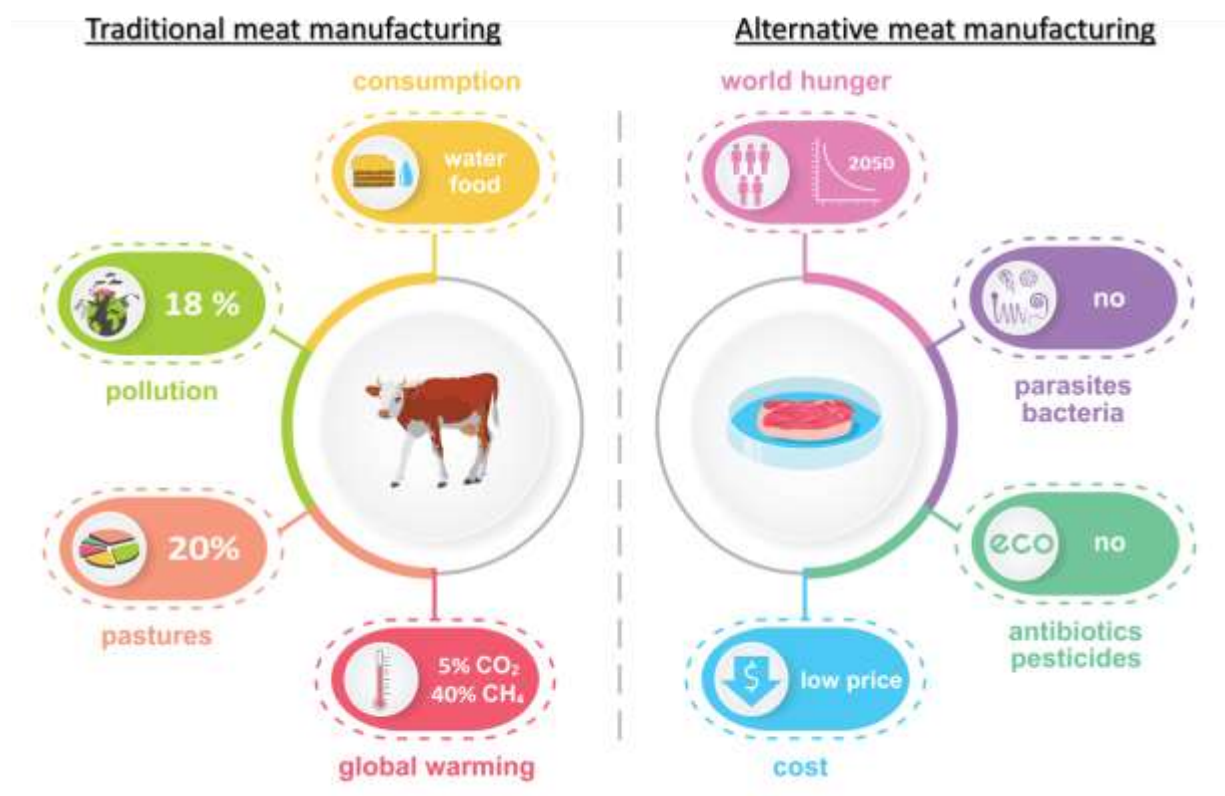 Traditional meat manufacturing
consumption
water
food
18 %
pollution
20%
pastures
5% CO₂
40% CH₄
global warming
Alternative meat manufacturing
world hunger
2050
no
parasites
bacteria
eco
no
antibiotics
pesticides
$
low price
cost